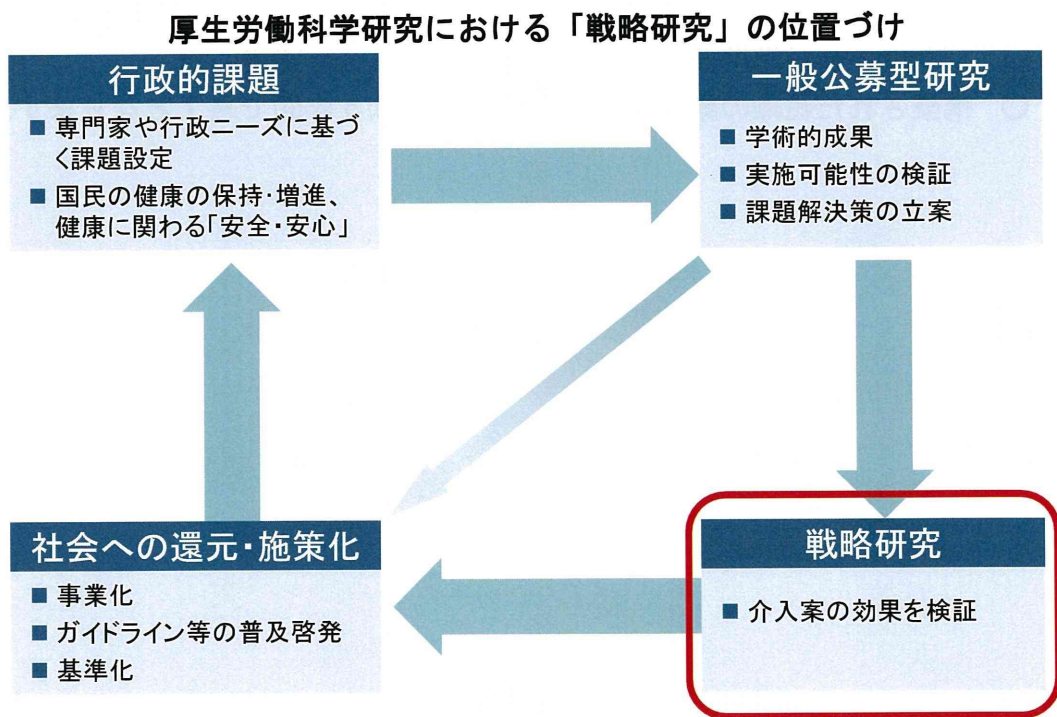 厚生労働科学研究における「戦略研究」の位置づけ
行政的課題
■ 専門家や行政ニーズに基づ
く課題設定
■ 国民の健康の保持・増進、
健康に関わる「安全・安心」
一般公募型研究
■ 学術的成果
■ 実施可能性の検証
■ 課題解決策の立案
社会への還元・施策化
■ 事業化
■ ガイドライン等の普及啓発
■ 基準化
戦略研究
■ 介入案の効果を検証